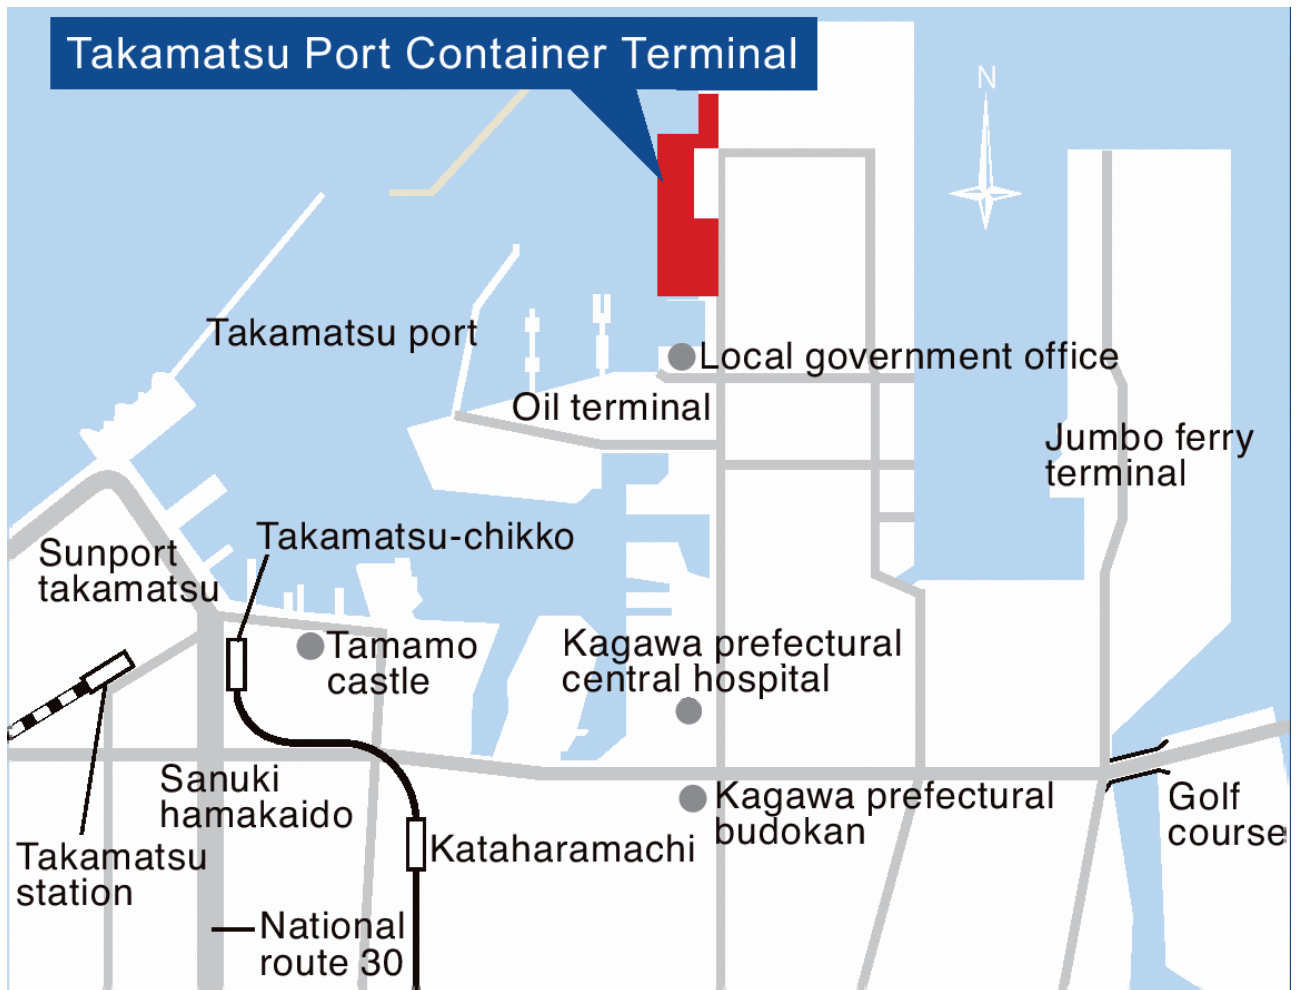 Takamatsu Port Container Terminal
N
Takamatsu port
Local government office
Oil terminal
Jumbo ferry
terminal
Takamatsu-chikko
Sunport
takamatsu
Tamamo
castle
Kagawa prefectural
central hospital
Sanuki
hamakaido
Kagawa prefectural
budokan
Golf
course
Takamatsu
station
Kataharamachi
National
route 30